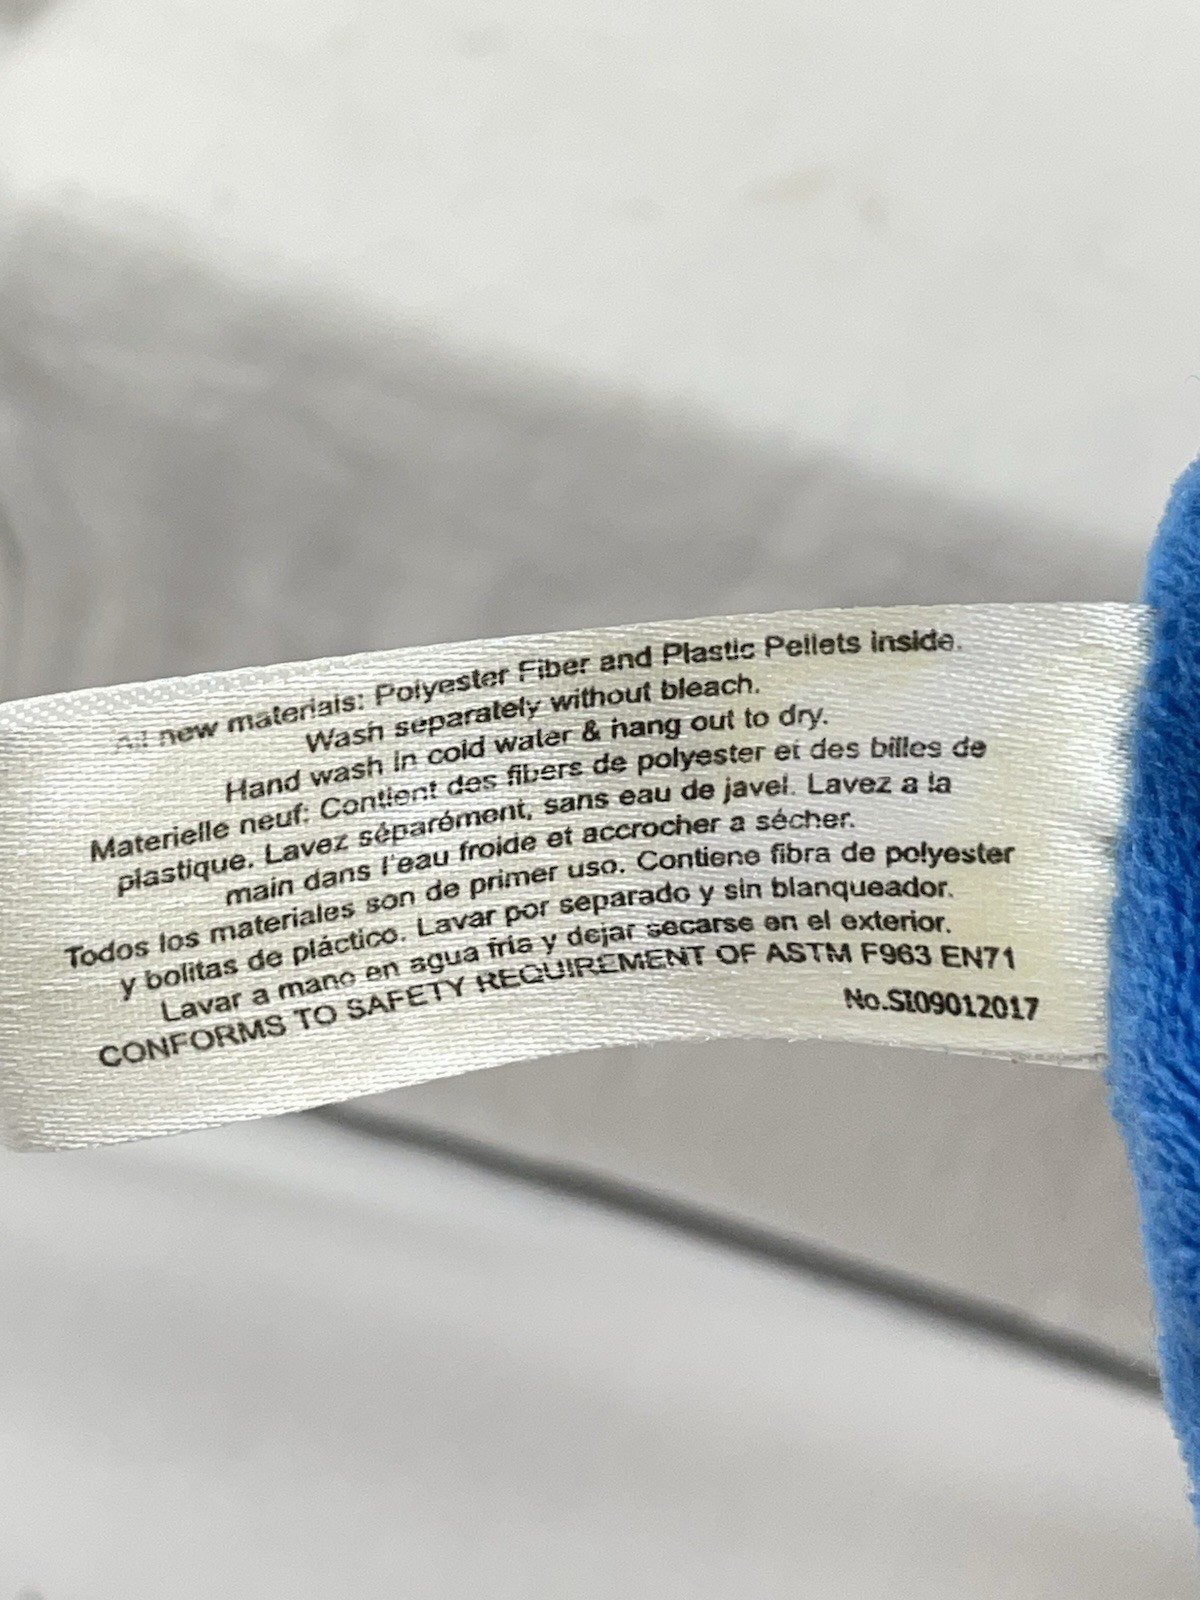 All new materials: Polyester Fiber and Plastic Pellets inside.
Wash separately without bleach.
Hand wash in cold water & hang out to dry.
Materielle neuf: Contient des fibers de polyester et des billes de
plastique. Lavez séparément, sans eau de javel. Lavez a la
main dans l'eau froide et accrocher a sécher.
Todos los materiales son de primer uso. Contiene fibra de polyester
y bolitas de pláctico. Lavar por separado y sin blanqueador.
Lavar a mano en agua fria y dejar secarse en el exterior.
CONFORMS TO SAFETY REQUIREMENT OF ASTM F963 EN71
No.SI09012017